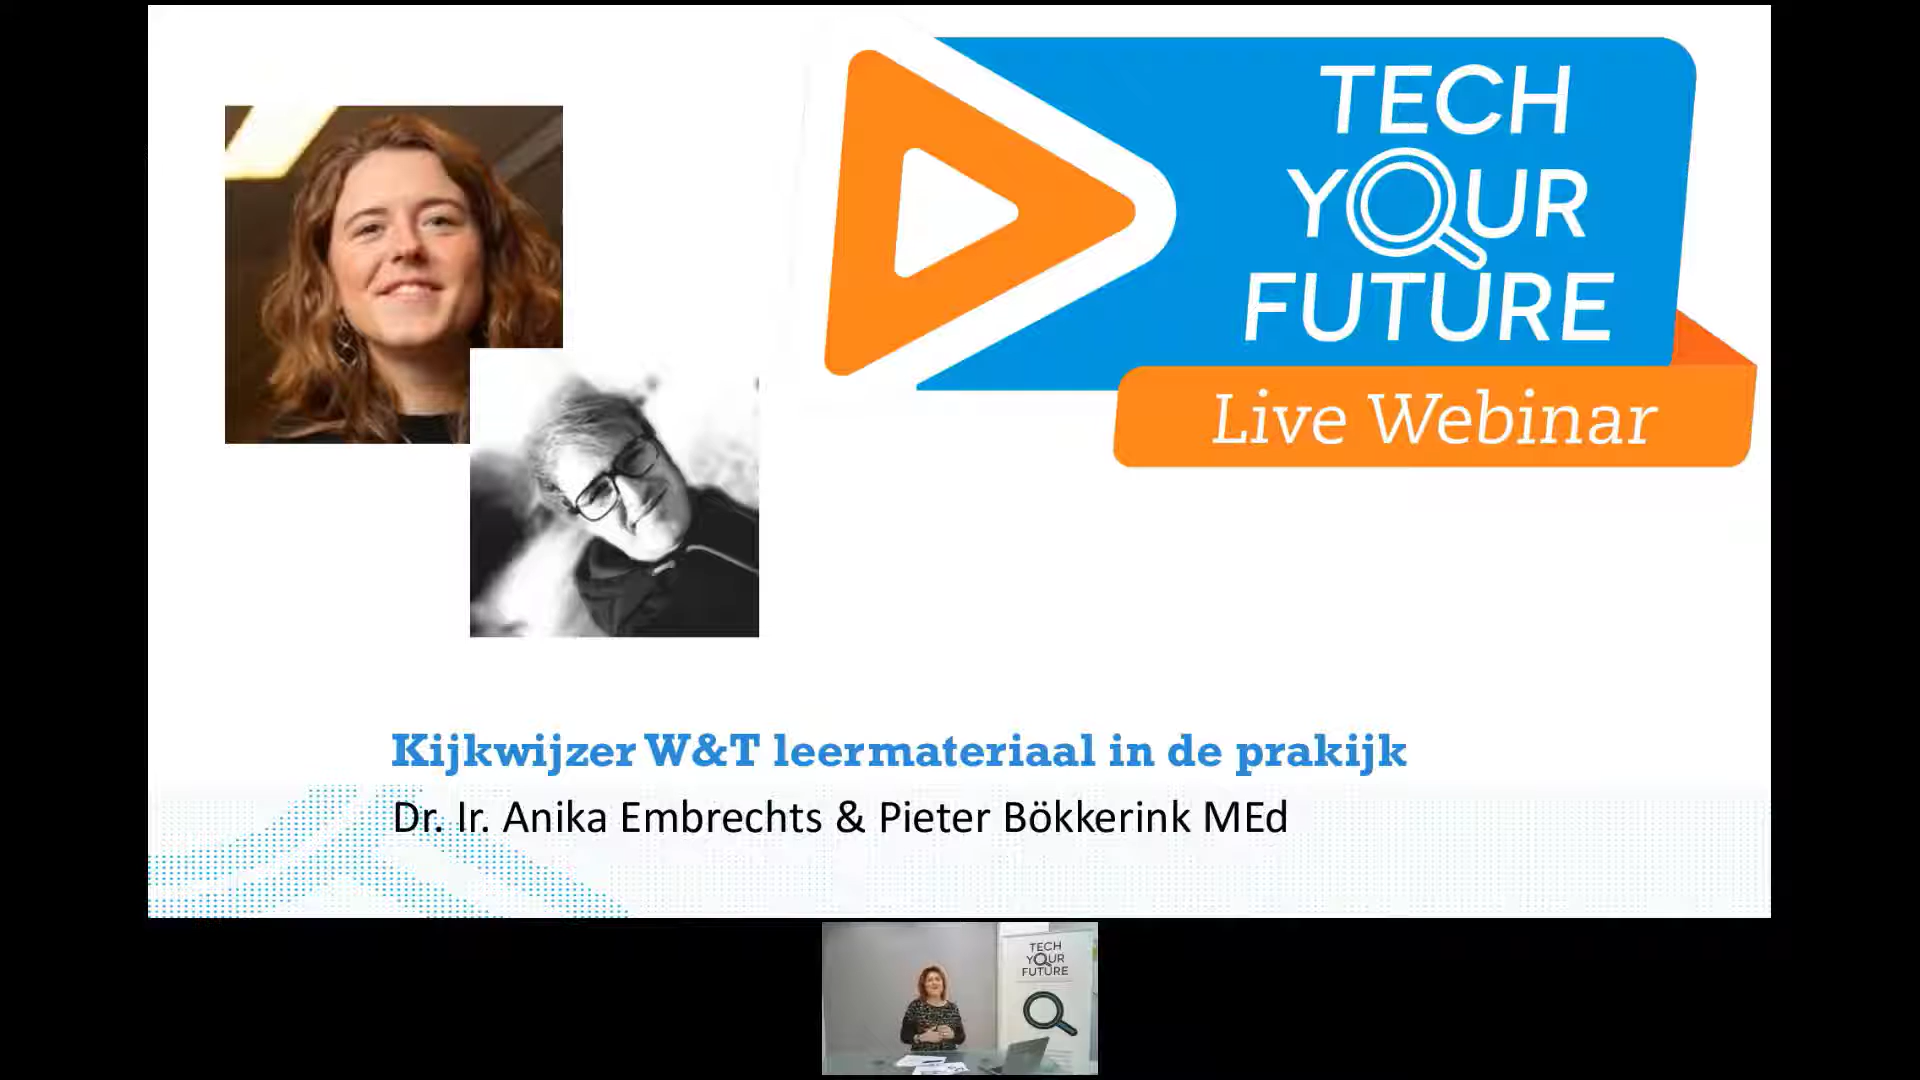 TECH
YOUR
FUTURE
Live Webinar
Kijkwijzer W&T leermateriaal in de prakijk
Dr. Ir. Anika Embrechts & Pieter Bökkerink MEd
TECH
YOUR
FUTURE